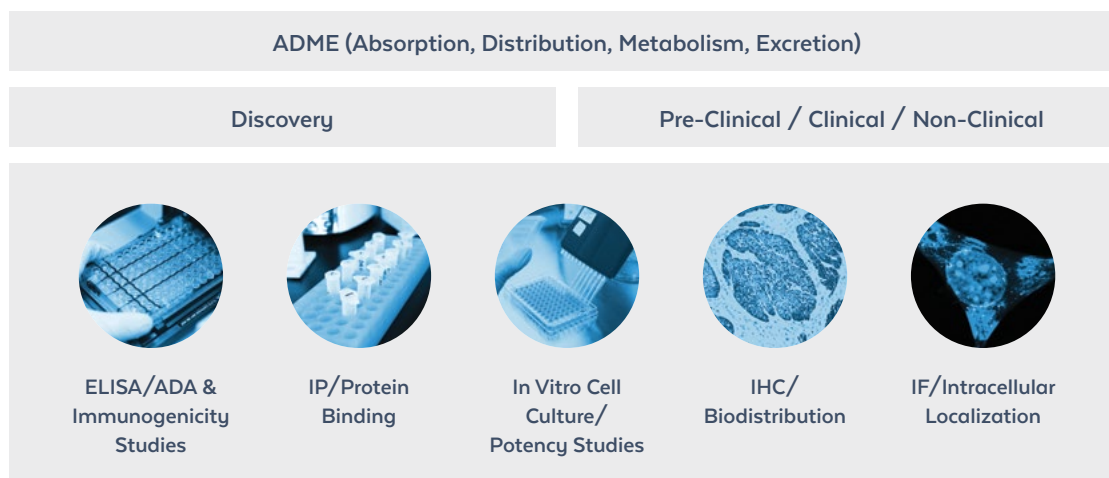 ADME (Absorption, Distribution, Metabolism, Excretion)
Discovery
Pre-Clinical / Clinical / Non-Clinical
ELISA/ADA &
Immunogenicity
Studies
IP/Protein
Binding
In Vitro Cell
Culture/
Potency Studies
IHC/
Biodistribution
IF/Intracellular
Localization